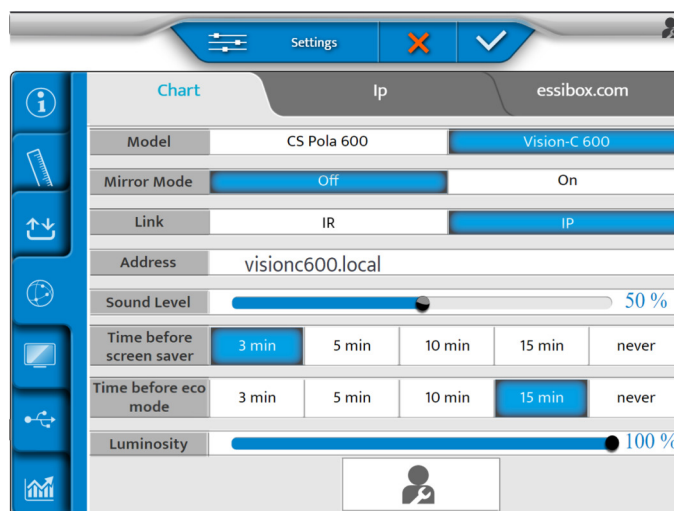 Settings
Chart Ip essibox.com
Model CS Pola 600 Vision-C 600
Mirror Mode Off On
Link IR IP
Address visionc600.local
Sound Level 50 %
Time before screen saver 3 min 5 min 10 min 15 min never
Time before eco mode 3 min 5 min 10 min 15 min never
Luminosity 100 %